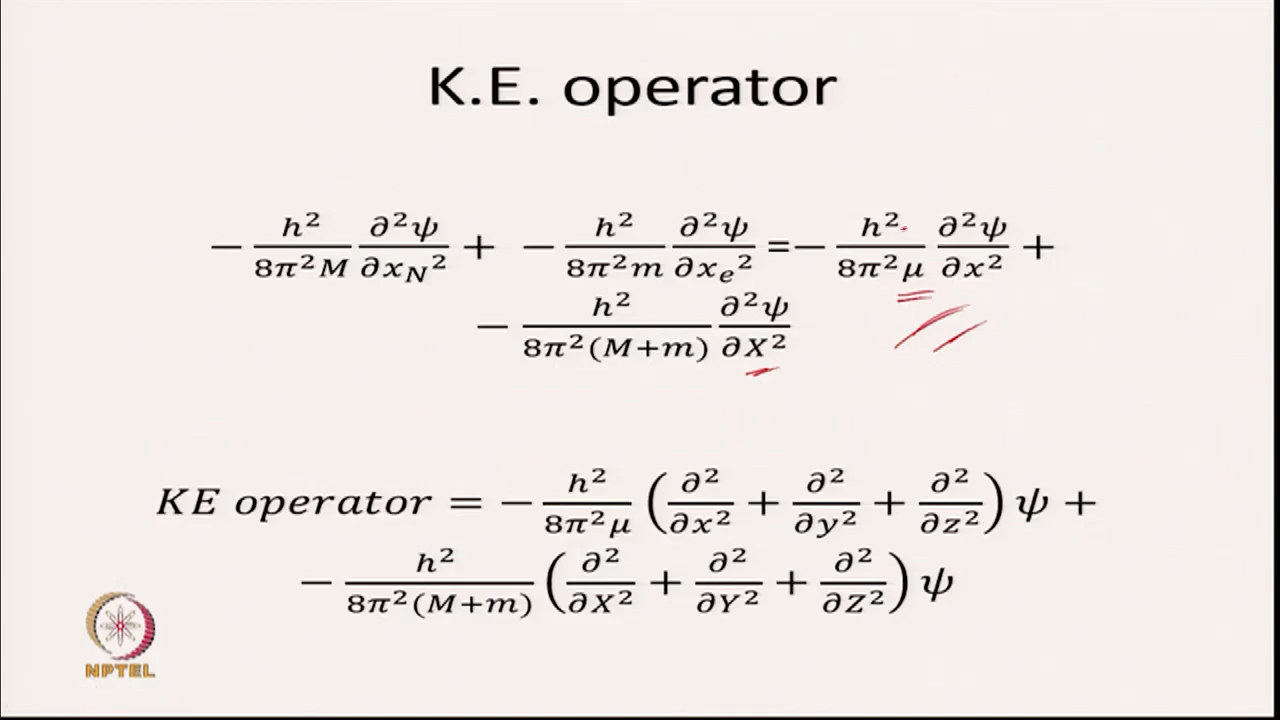 K.E. operator
− h²/8π²M ∂²ψ/∂x_N² + − h²/8π²m ∂²ψ/∂x_e² =− h²/8π²μ ∂²ψ/∂x² +
− h²/8π²(M+m) ∂²ψ/∂X²
KE operator = − h²/8π²μ (∂²/∂x² + ∂²/∂y² + ∂²/∂z²) ψ +
− h²/8π²(M+m) (∂²/∂X² + ∂²/∂Y² + ∂²/∂Z²) ψ
NPTEL